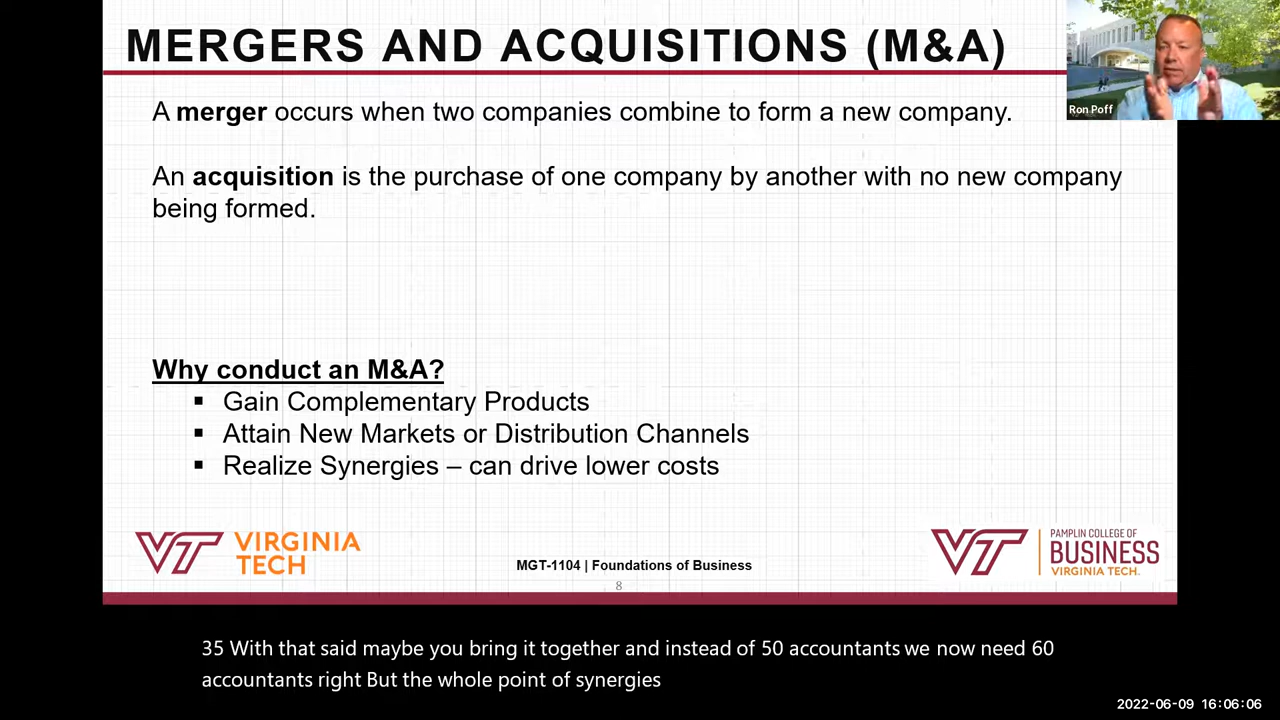 MERGERS AND ACQUISITIONS (M&A)
Ron Poff
A merger occurs when two companies combine to form a new company.
An acquisition is the purchase of one company by another with no new company
being formed.
Why conduct an M&A?
▪ Gain Complementary Products
▪ Attain New Markets or Distribution Channels
▪ Realize Synergies – can drive lower costs
VT VIRGINIA
TECH
MGT-1104 | Foundations of Business
8
VT PAMPLIN COLLEGE OF
BUSINESS
VIRGINIA TECH.
35 With that said maybe you bring it together and instead of 50 accountants we now need 60
accountants right But the whole point of synergies
2022-06-09 16:06:06